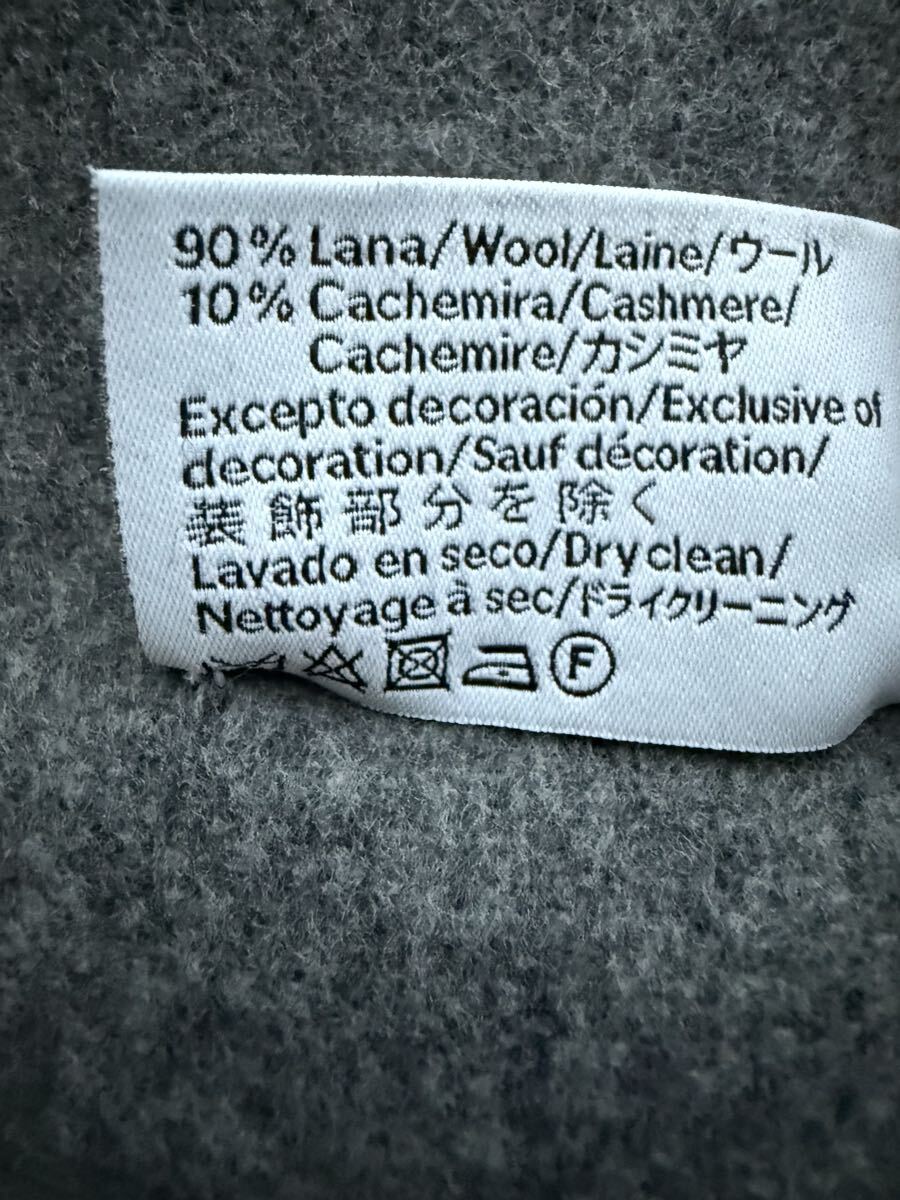 90% Lana/Wool/Laine/ウール
10% Cachemira/Cashmere/
Cachemire/カシミヤ
Excepto decoración/Exclusive of
decoration/Sauf décoration/
装飾部分を除く
Lavado en seco/Dry clean/
Nettoyage à sec/ドライクリーニング
F